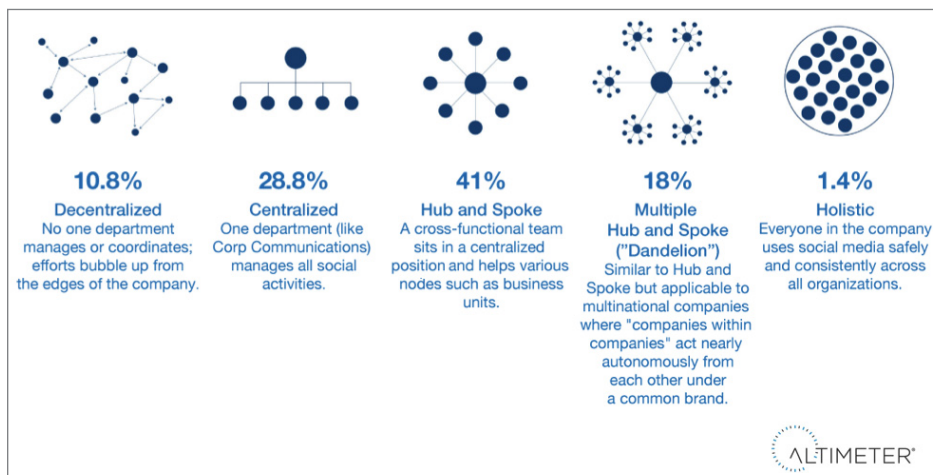 10.8%
Decentralized
No one department
manages or coordinates;
efforts bubble up from
the edges of the company.
28.8%
Centralized
One department (like
Corp Communications)
manages all social
activities.
41%
Hub and Spoke
A cross-functional team
sits in a centralized
position and helps various
nodes such as business
units.
18%
Multiple
Hub and Spoke
("Dandelion")
Similar to Hub and
Spoke but applicable to
multinational companies
where "companies within
companies" act nearly
autonomously from
each other under
a common brand.
1.4%
Holistic
Everyone in the company
uses social media safely
and consistently across
all organizations.
ALTIMETER®